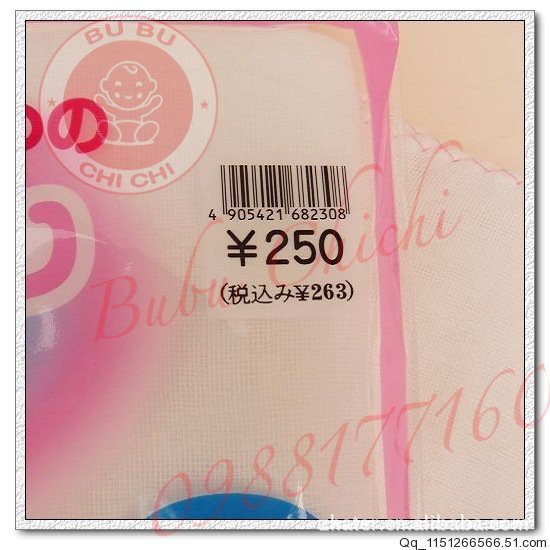 BU BU
CHI CHI
の
4 905421 682308
¥250
(税込み¥263)
Bubu Chichi
0988177160
Qq_1151266566.51.com